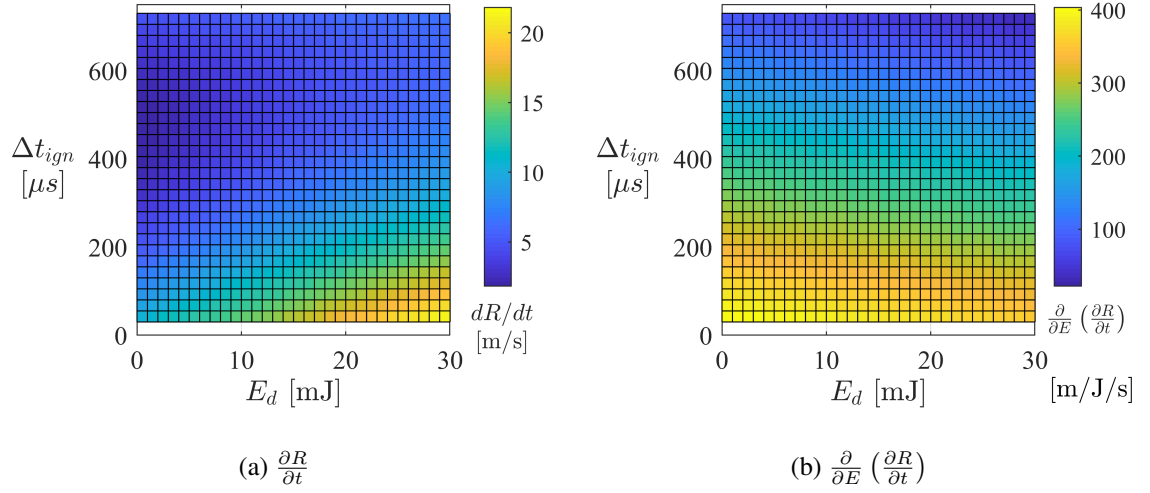 600
400
200
0
Δt_ign
[μs]
0 10 20 30
E_d [mJ]
20
15
10
5
dR/dt
[m/s]
(a) ∂R/∂t
600
400
200
0
Δt_ign
[μs]
0 10 20 30
E_d [mJ]
400
300
200
100
∂/∂E (∂R/∂t)
[m/J/s]
(b) ∂/∂E (∂R/∂t)